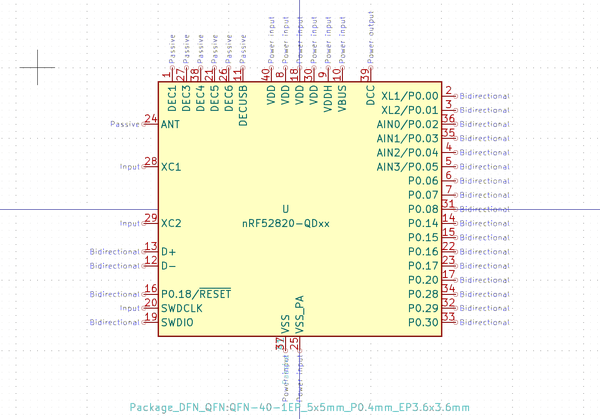 Passive 1 DEC1
Passive 27 DEC3
Passive 38 DEC4
Passive 21 DEC5
Passive 26 DEC6
Passive 11 DECUSB
Power input 40 VDD
Power input 8 VDD
Power input 18 VDD
Power input 30 VDD
Power input 9 VDDH
Power input 10 VBUS
Power output 39 DCC
XL1/P0.00 2 Bidirectional
XL2/P0.01 3 Bidirectional
Passive 24 ANT AIN0/P0.02 36 Bidirectional
AIN1/P0.03 35 Bidirectional
AIN2/P0.04 4 Bidirectional
Input 28 XC1 AIN3/P0.05 5 Bidirectional
P0.06 6 Bidirectional
P0.07 7 Bidirectional
U P0.08 31 Bidirectional
Input 29 XC2 nRF52820-QDxx P0.14 14 Bidirectional
P0.15 15 Bidirectional
Bidirectional 13 D+ P0.16 22 Bidirectional
Bidirectional 12 D- P0.17 23 Bidirectional
P0.20 17 Bidirectional
Bidirectional 16 P0.18/RESET P0.28 34 Bidirectional
Input 20 SWDCLK P0.29 32 Bidirectional
Bidirectional 19 SWDIO P0.30 33 Bidirectional
Power input 37 VSS
Power input 25 VSS_PA
Package_DFN_QFN:QFN-40-1EP_5x5mm_P0.4mm_EP3.6x3.6mm